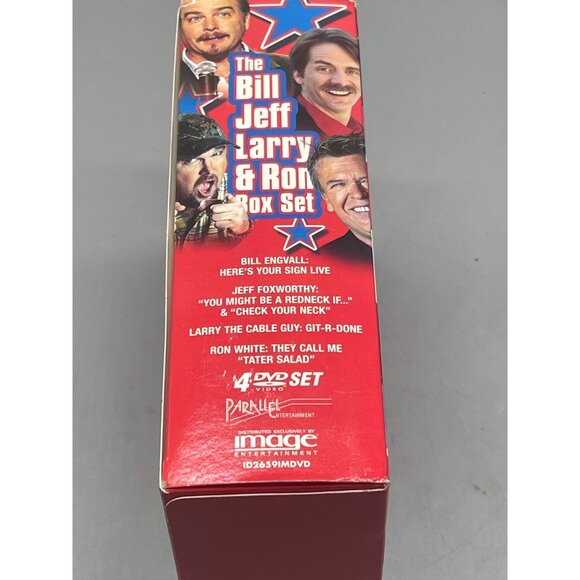 The
Bill
Jeff
Larry
& Ron
Box Set
BILL ENGVALL:
HERE'S YOUR SIGN LIVE
JEFF FOXWORTHY:
"YOU MIGHT BE A REDNECK IF..."
& "CHECK YOUR NECK"
LARRY THE CABLE GUY: GIT-R-DONE
RON WHITE: THEY CALL ME
"TATER SALAD"
4 DVD SET
VIDEO
PARALLEL
ENTERTAINMENT
DISTRIBUTED EXCLUSIVELY BY
image
ENTERTAINMENT
ID2659IMDVD